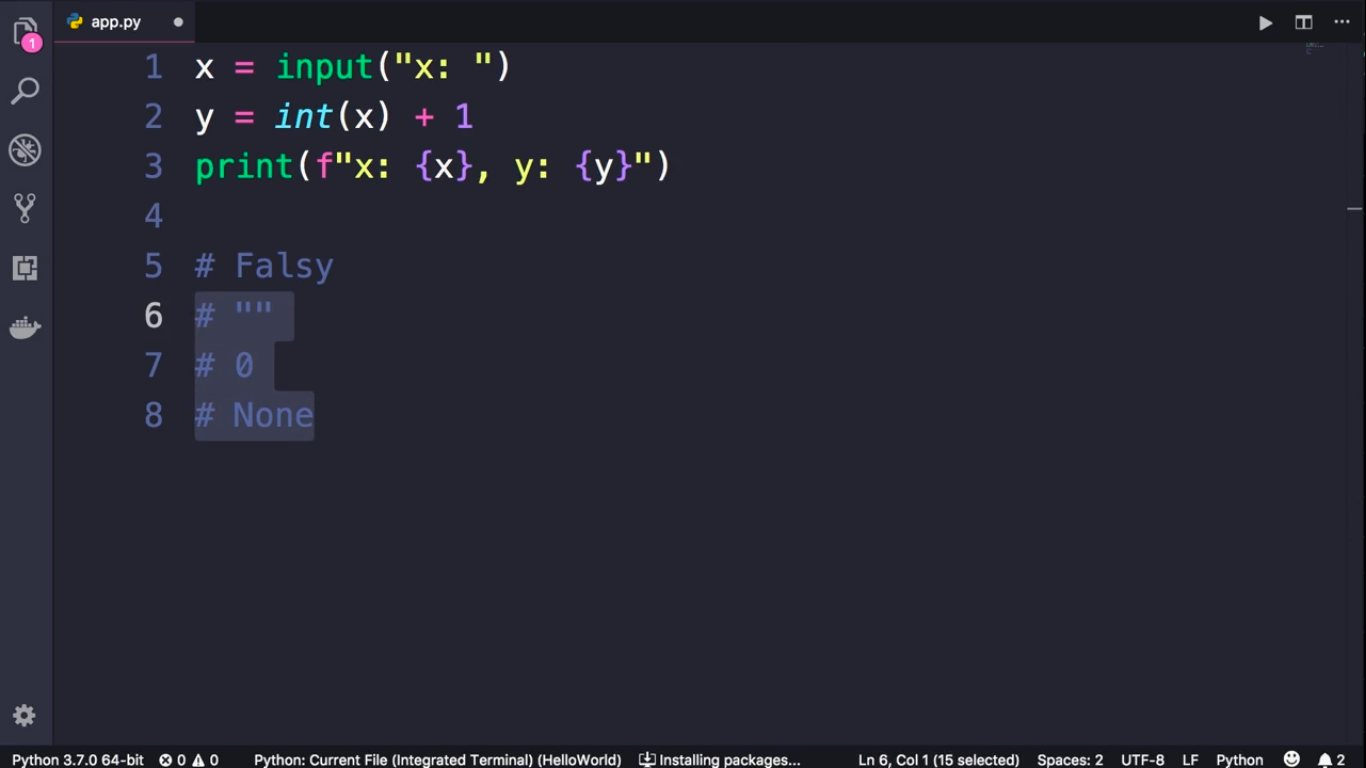 app.py
1
1 x = input("x: ")
2 y = int(x) + 1
3 print(f"x: {x}, y: {y}")
4
5 # Falsy
6 # ""
7 # 0
8 # None
Python 3.7.0 64-bit 0 0 Python: Current File (Integrated Terminal) (HelloWorld) Installing packages... Ln 6, Col 1 (15 selected) Spaces: 2 UTF-8 LF Python 2